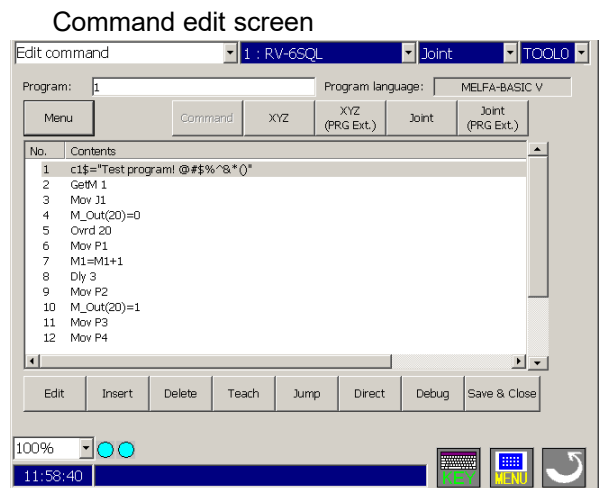 Command edit screen
Edit command 1 : RV-6SQL Joint TOOL0
Program: 1 Program language: MELFA-BASIC V
Menu Command XYZ XYZ (PRG Ext.) Joint Joint (PRG Ext.)
No. Contents
1 c1$="Test program! @#$%^&*()"
2 GetM 1
3 Mov J1
4 M_Out(20)=0
5 Ovrd 20
6 Mov P1
7 M1=M1+1
8 Dly 3
9 Mov P2
10 M_Out(20)=1
11 Mov P3
12 Mov P4
Edit Insert Delete Teach Jump Direct Debug Save & Close
100%
11:58:40
KEY MENU